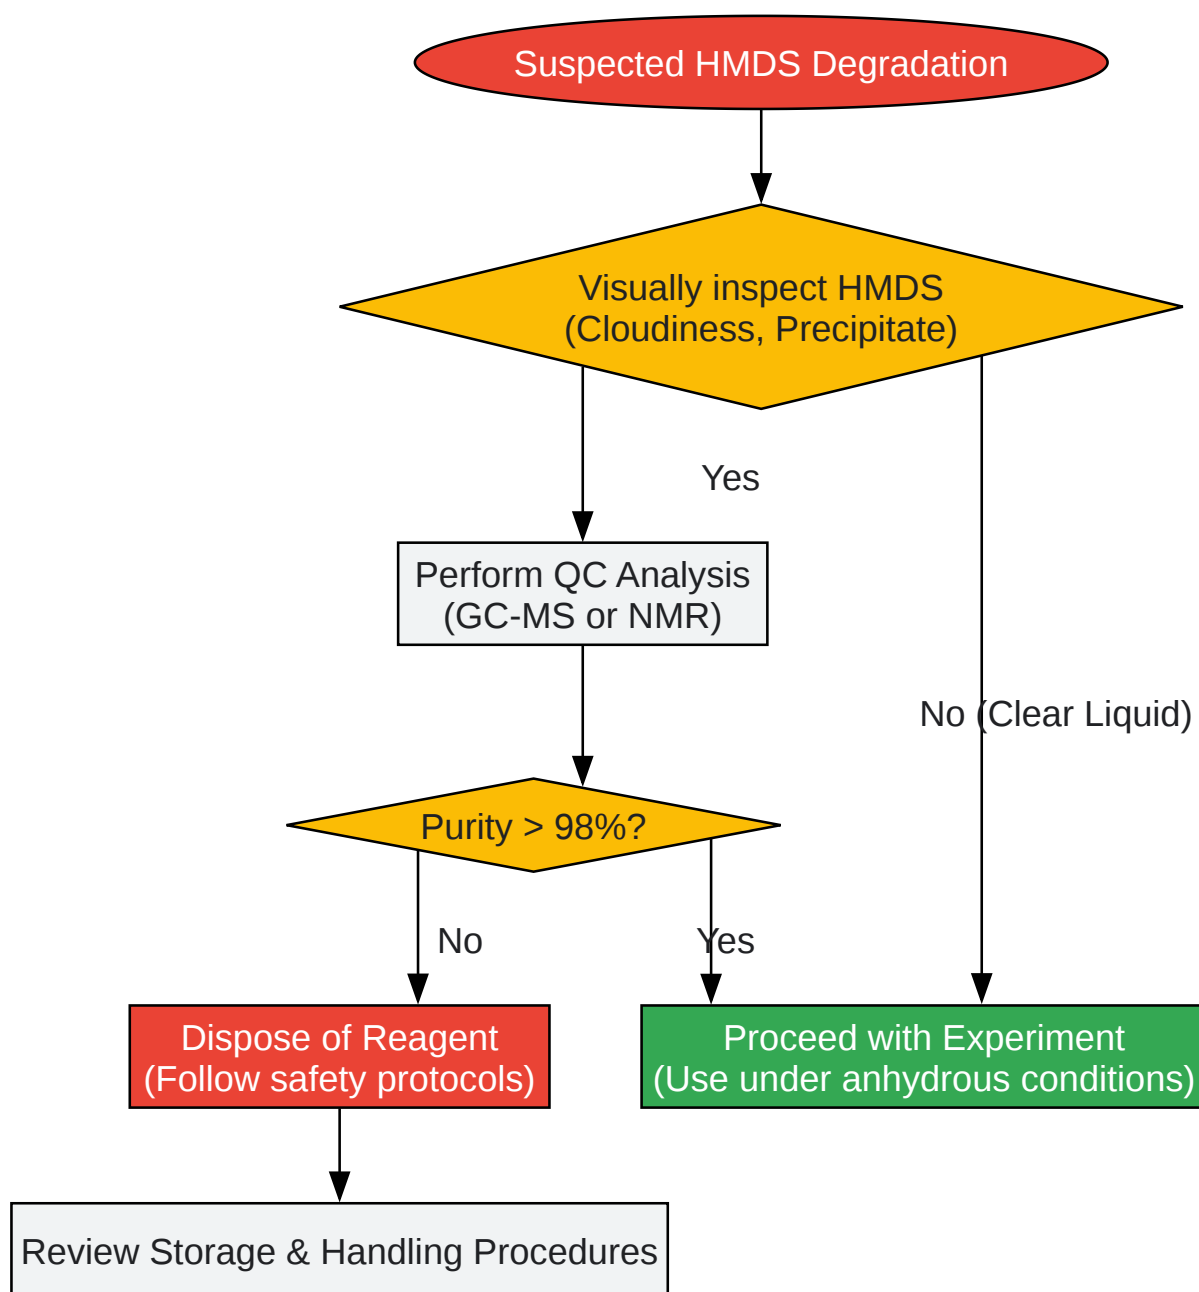 Suspected HMDS Degradation
Visually inspect HMDS
(Cloudiness, Precipitate)
Yes
Perform QC Analysis
(GC-MS or NMR)
No (Clear Liquid)
Purity > 98%?
No
Yes
Dispose of Reagent
(Follow safety protocols)
Proceed with Experiment
(Use under anhydrous conditions)
Review Storage & Handling Procedures